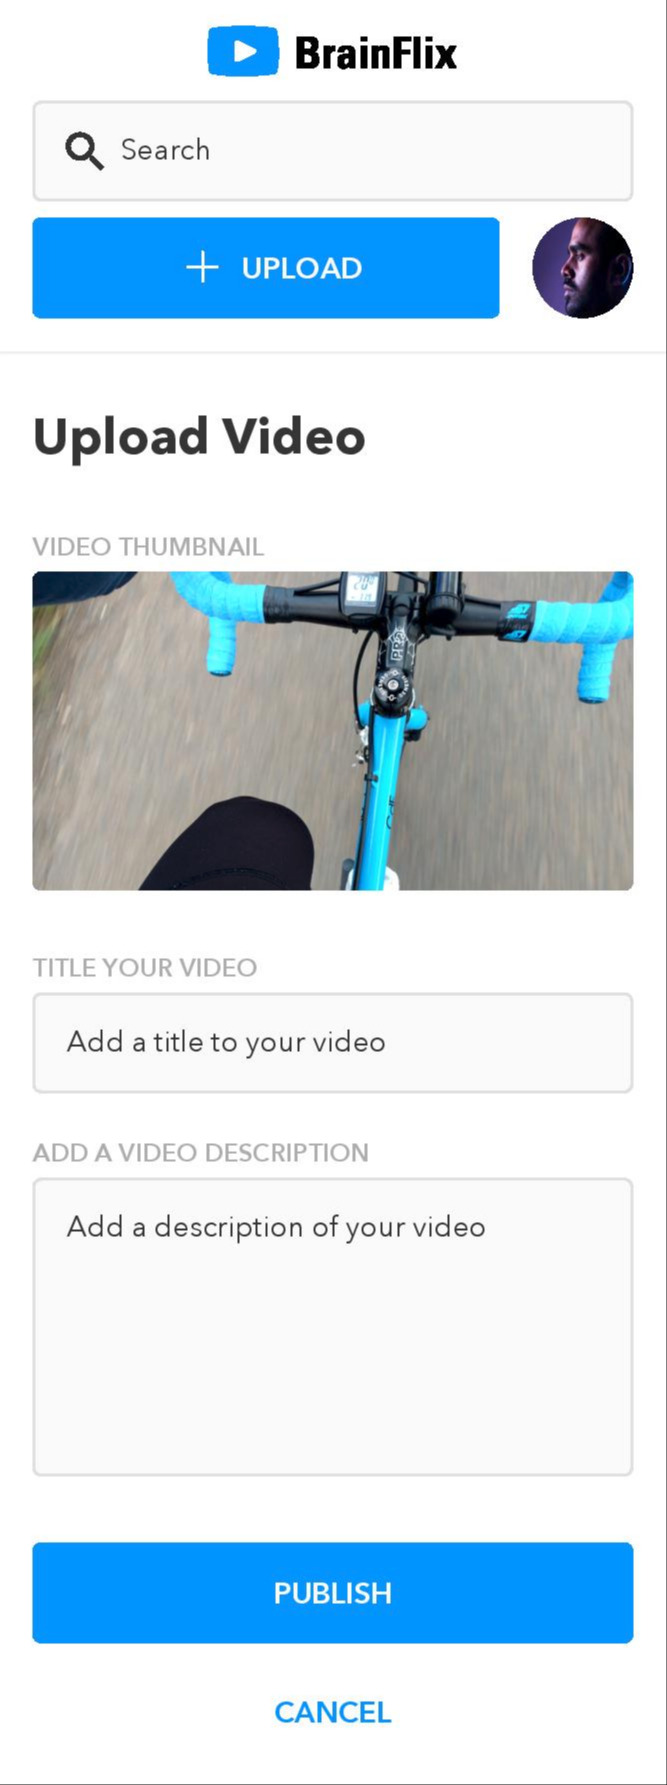 BrainFlix
Search
UPLOAD
Upload Video
VIDEO THUMBNAIL
PRO
TITLE YOUR VIDEO
Add a title to your video
ADD A VIDEO DESCRIPTION
Add a description of your video
PUBLISH
CANCEL